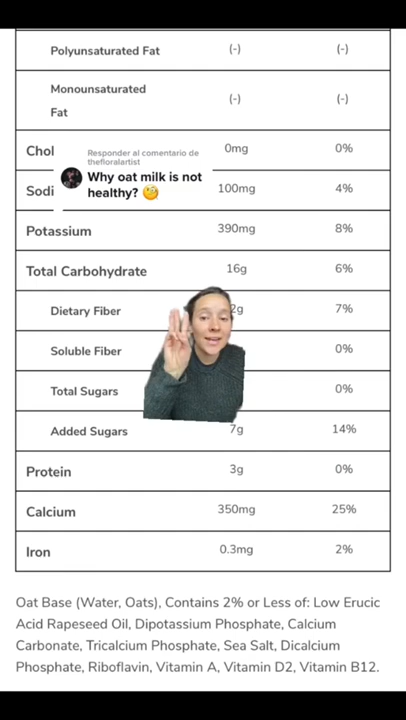 Polyunsaturated Fat (-) (-)
Monounsaturated
Fat (-) (-)
Chol 0mg 0%
Responder al comentario de
thefloralartist
Why oat milk is not
healthy? 🧐
Sodi 100mg 4%
Potassium 390mg 8%
Total Carbohydrate 16g 6%
Dietary Fiber 2g 7%
Soluble Fiber 0%
Total Sugars 0%
Added Sugars 7g 14%
Protein 3g 0%
Calcium 350mg 25%
Iron 0.3mg 2%
Oat Base (Water, Oats), Contains 2% or Less of: Low Erucic
Acid Rapeseed Oil, Dipotassium Phosphate, Calcium
Carbonate, Tricalcium Phosphate, Sea Salt, Dicalcium
Phosphate, Riboflavin, Vitamin A, Vitamin D2, Vitamin B12.